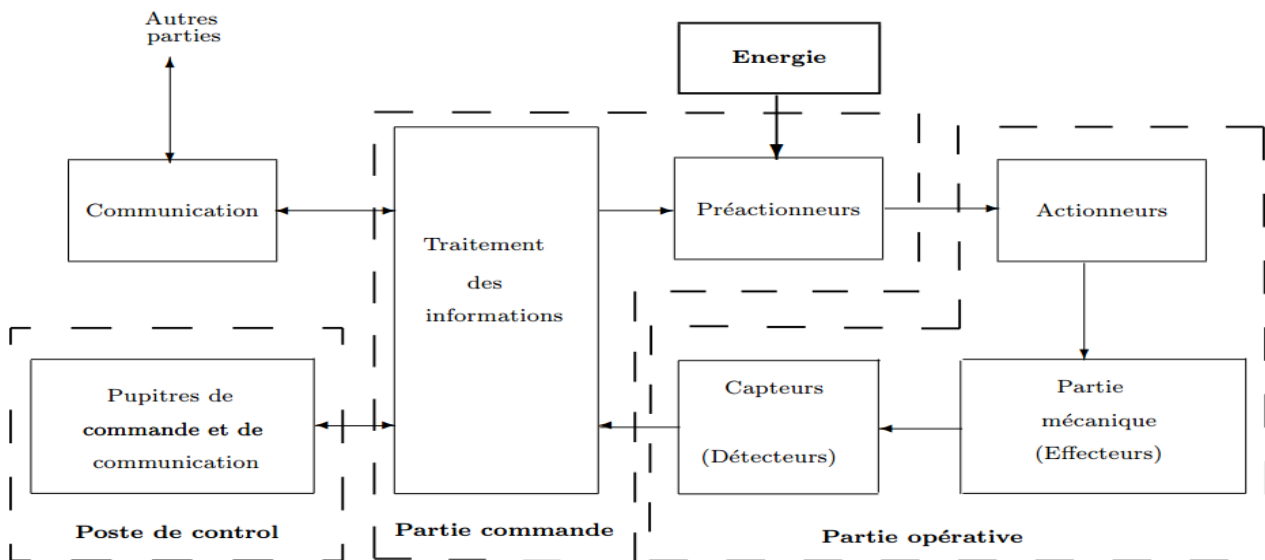 Autres
parties
Energie
Communication
Traitement
des
informations
Préactionneurs
Actionneurs
Pupitres de
commande et de
communication
Capteurs
(Détecteurs)
Partie
mécanique
(Effecteurs)
Poste de control
Partie commande
Partie opérative